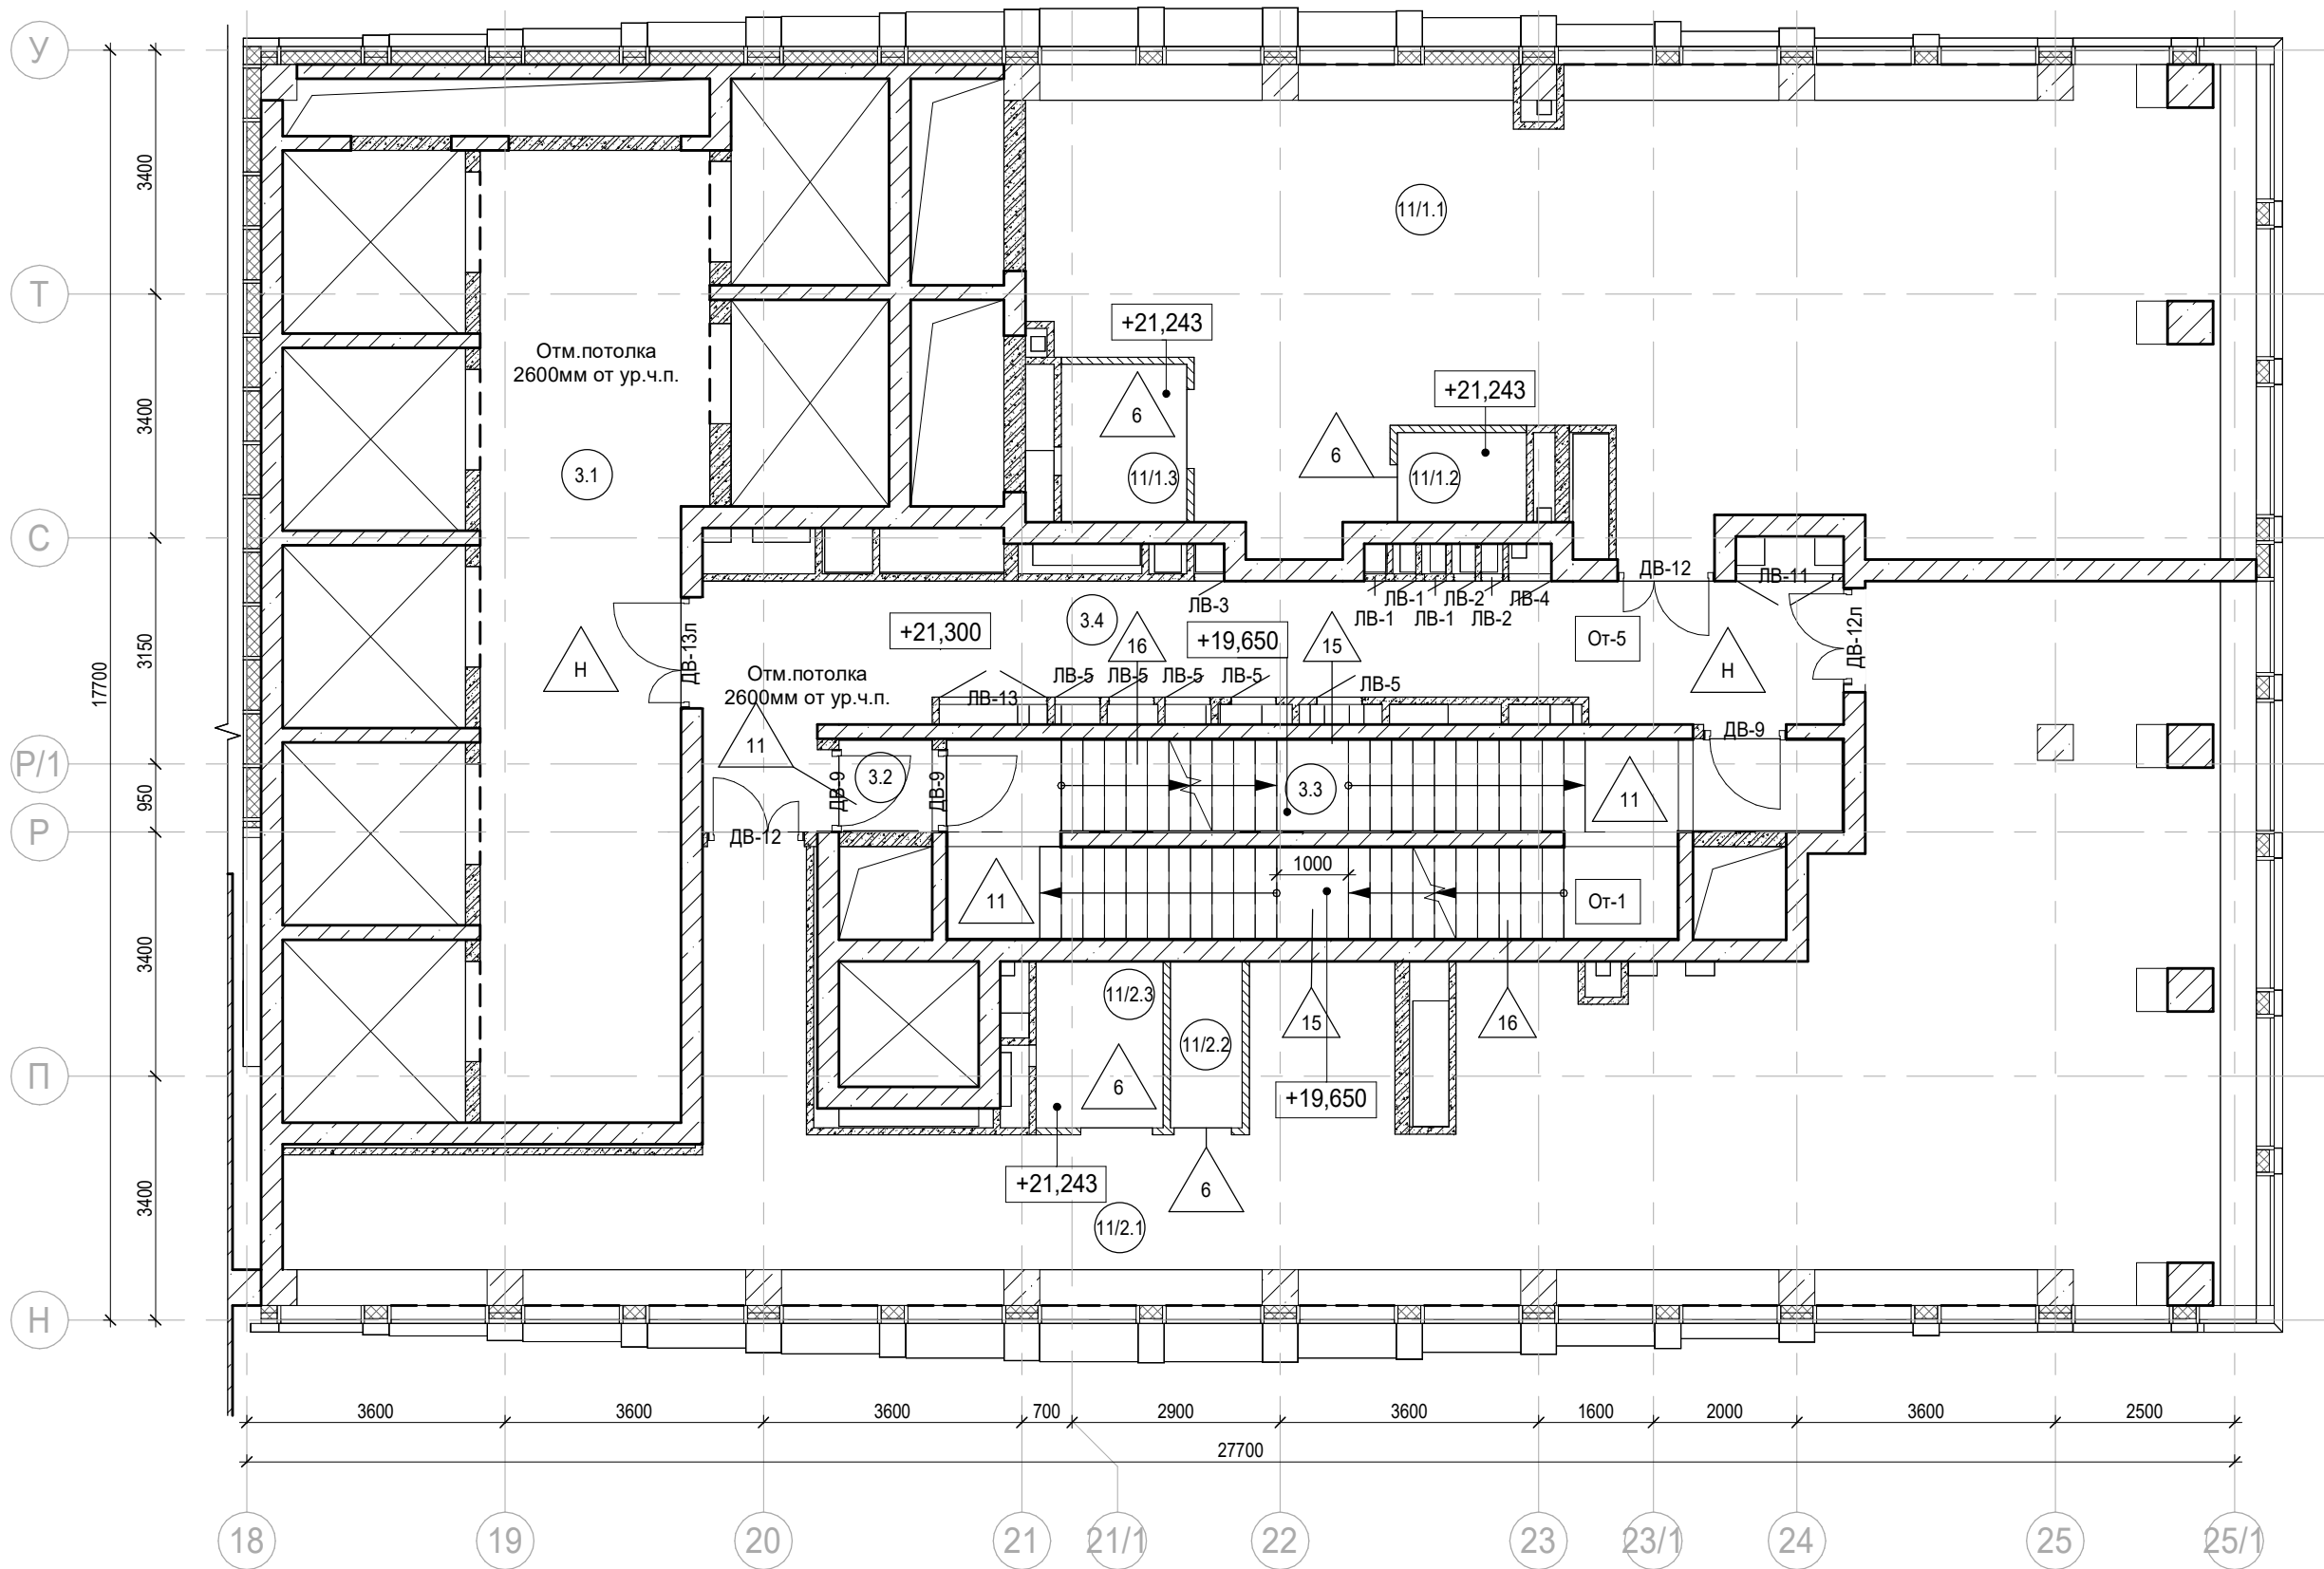 У
Т
С
Р/1
Р
П
Н
3400
3400
3150
950
3400
3400
17700
11/1.1
+21,243
Отм.потолка
2600мм от ур.ч.п.
6
+21,243
6
3.1
11/1.3
11/1.2
ДВ-12
ЛВ-11
ЛВ-3
ЛВ-1
ЛВ-2
ЛВ-4
ЛВ-1
ЛВ-1
ЛВ-2
3.4
+21,300
16
+19,650
15
От-5
Н
ДВ-13л
Н
ДВ-12л
Отм.потолка
2600мм от ур.ч.п.
ЛВ-13
ЛВ-5
ЛВ-5
ЛВ-5
ЛВ-5
ЛВ-5
11
ДВ-9
ДВ-9
3.2
ДВ-9
3.3
11
ДВ-12
1000
11
От-1
11/2.3
15
16
11/2.2
6
+19,650
+21,243
6
11/2.1
3600
3600
3600
700
2900
3600
1600
2000
3600
2500
27700
18
19
20
21
21/1
22
23
23/1
24
25
25/1